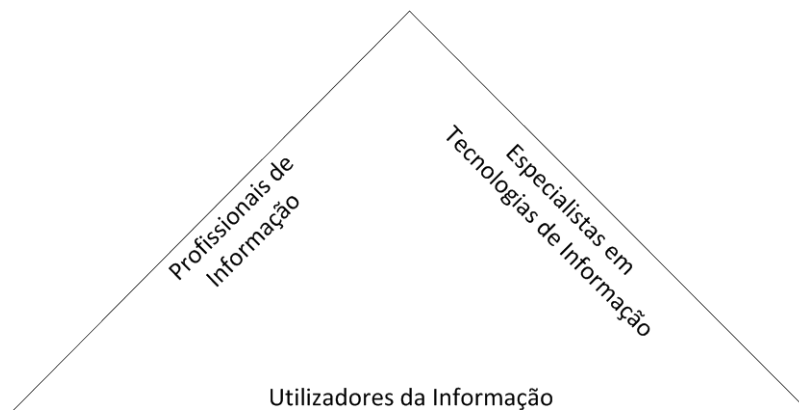 Profissionais de
Informação
Especialistas em
Tecnologias de Informação
Utilizadores da Informação